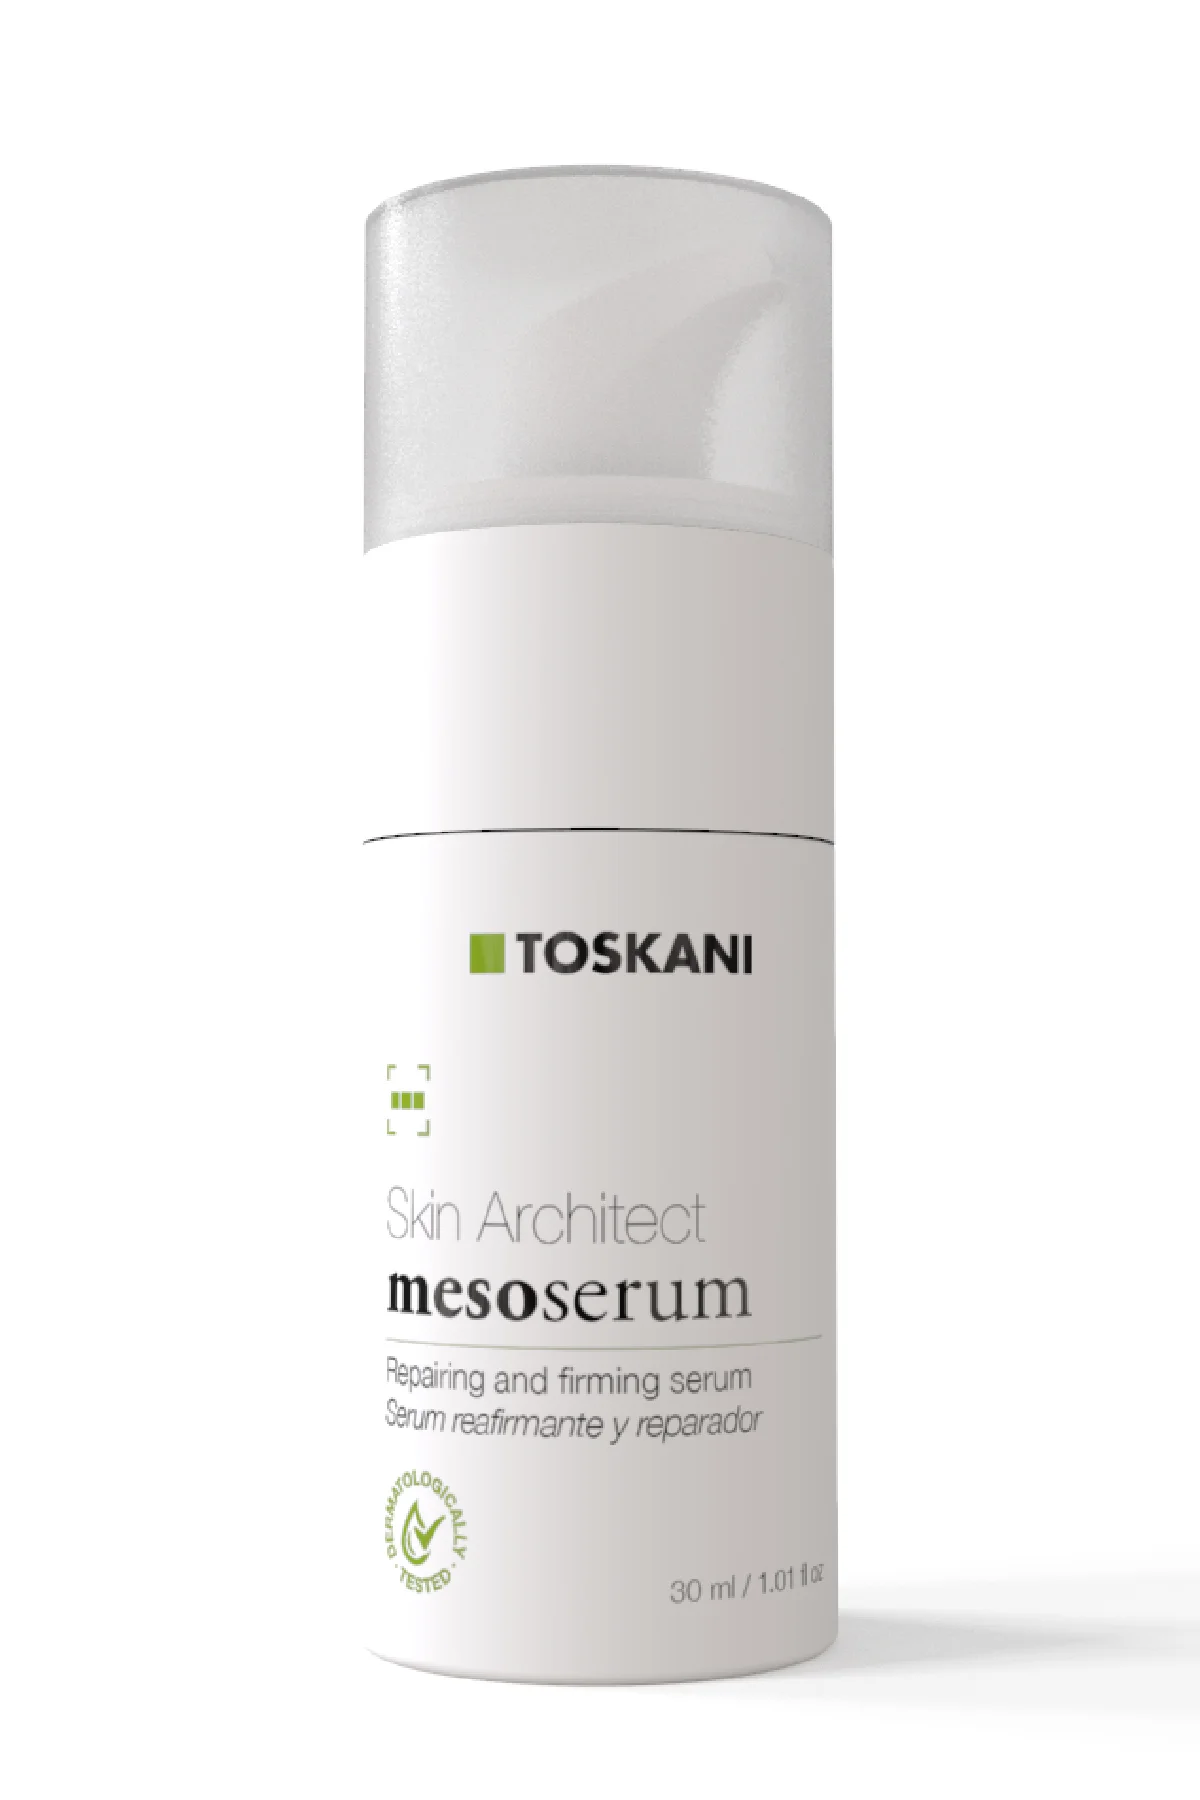 TOSKANI
Skin Architect
mesoserum
Repairing and firming serum
Serum reafirmante y reparador
DERMATOLOGICALLY
· TESTED ·
30 ml / 1.01 fl oz